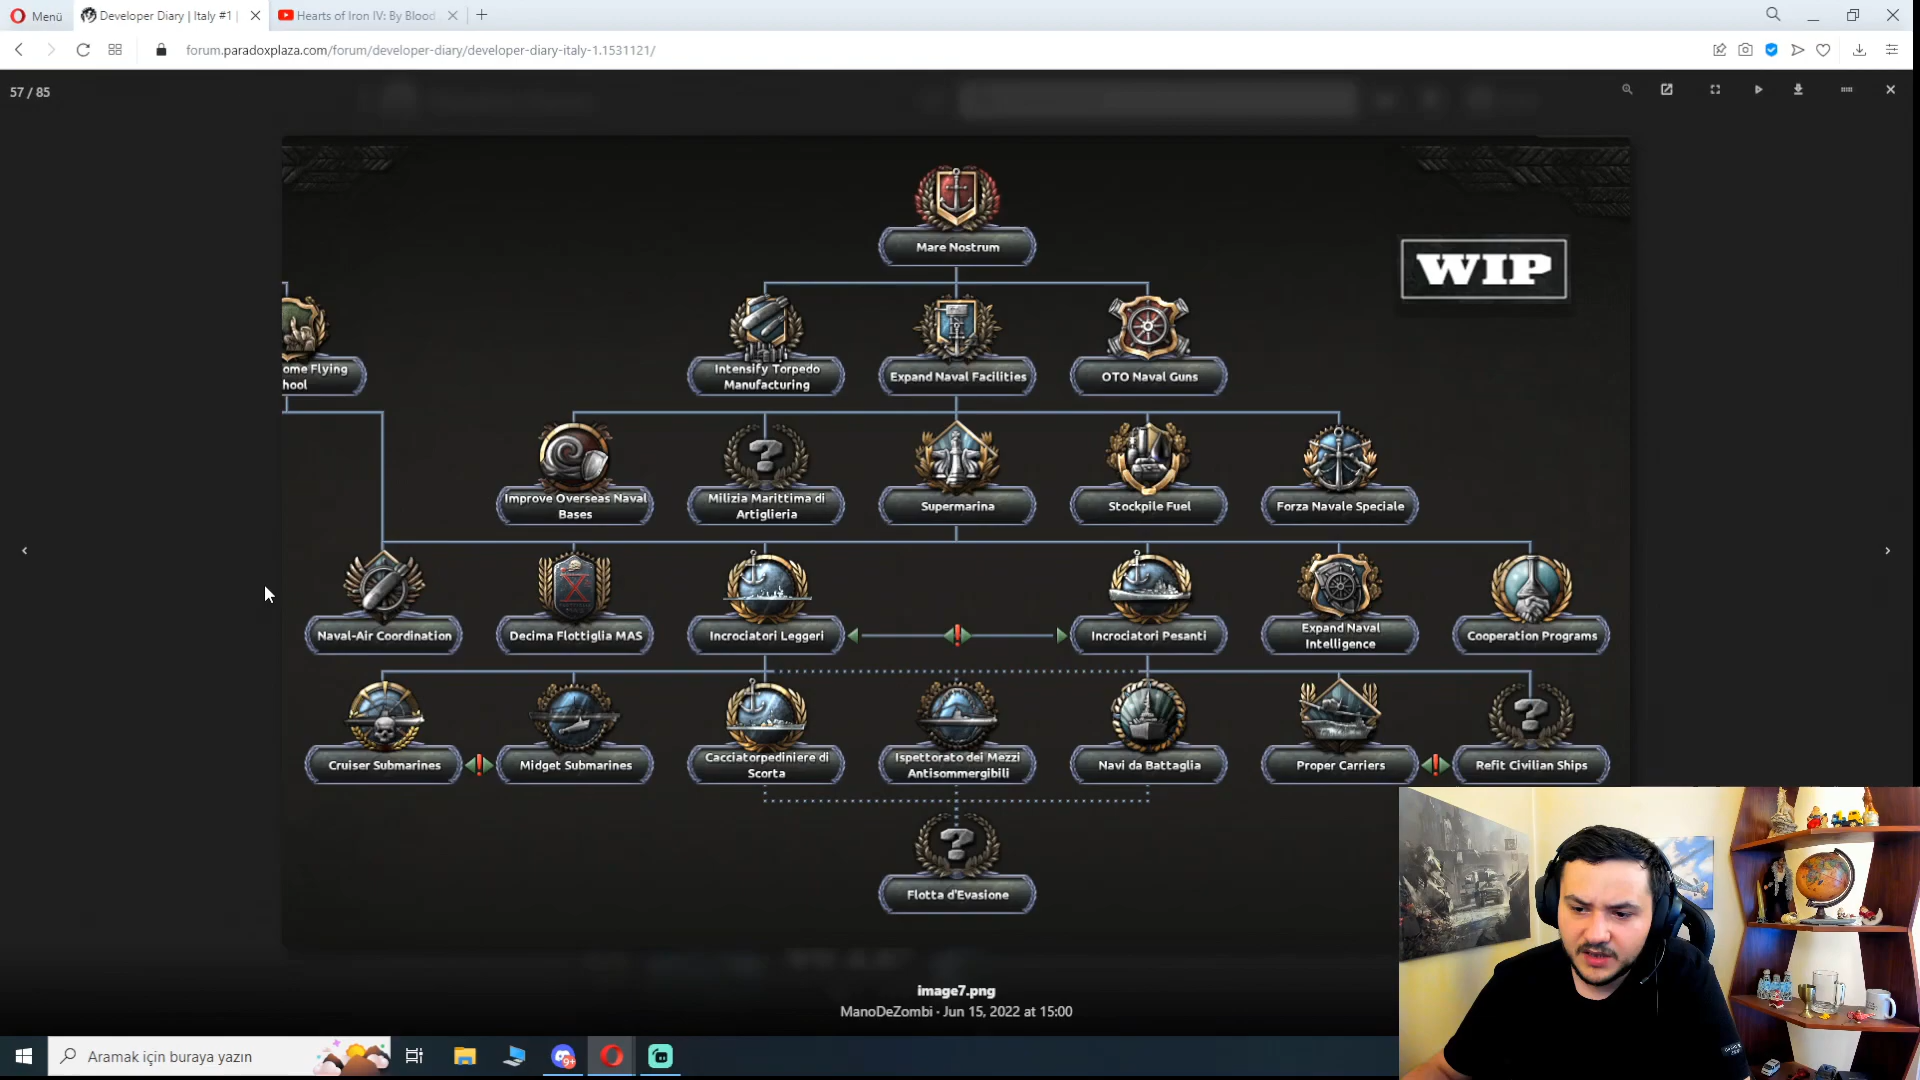 Menü
Developer Diary | Italy #1 |
Hearts of Iron IV: By Blood
forum.paradoxplaza.com/forum/developer-diary/developer-diary-italy-1.1531121/
57 / 85
Mare Nostrum
WIP
ome Flying
hool
Intensify Torpedo
Manufacturing
Expand Naval Facilities
OTO Naval Guns
Improve Overseas Naval
Bases
Milizia Marittima di
Artiglieria
Supermarina
Stockpile Fuel
Forza Navale Speciale
Naval-Air Coordination
Decima Flottiglia MAS
Incrociatori Leggeri
Incrociatori Pesanti
Expand Naval
Intelligence
Cooperation Programs
Cruiser Submarines
Midget Submarines
Cacciatorpediniere di
Scorta
Ispettorato dei Mezzi
Antisommergibili
Navi da Battaglia
Proper Carriers
Refit Civilian Ships
Flotta d'Evasione
image7.png
ManoDeZombi · Jun 15, 2022 at 15:00
Aramak için buraya yazın
9+